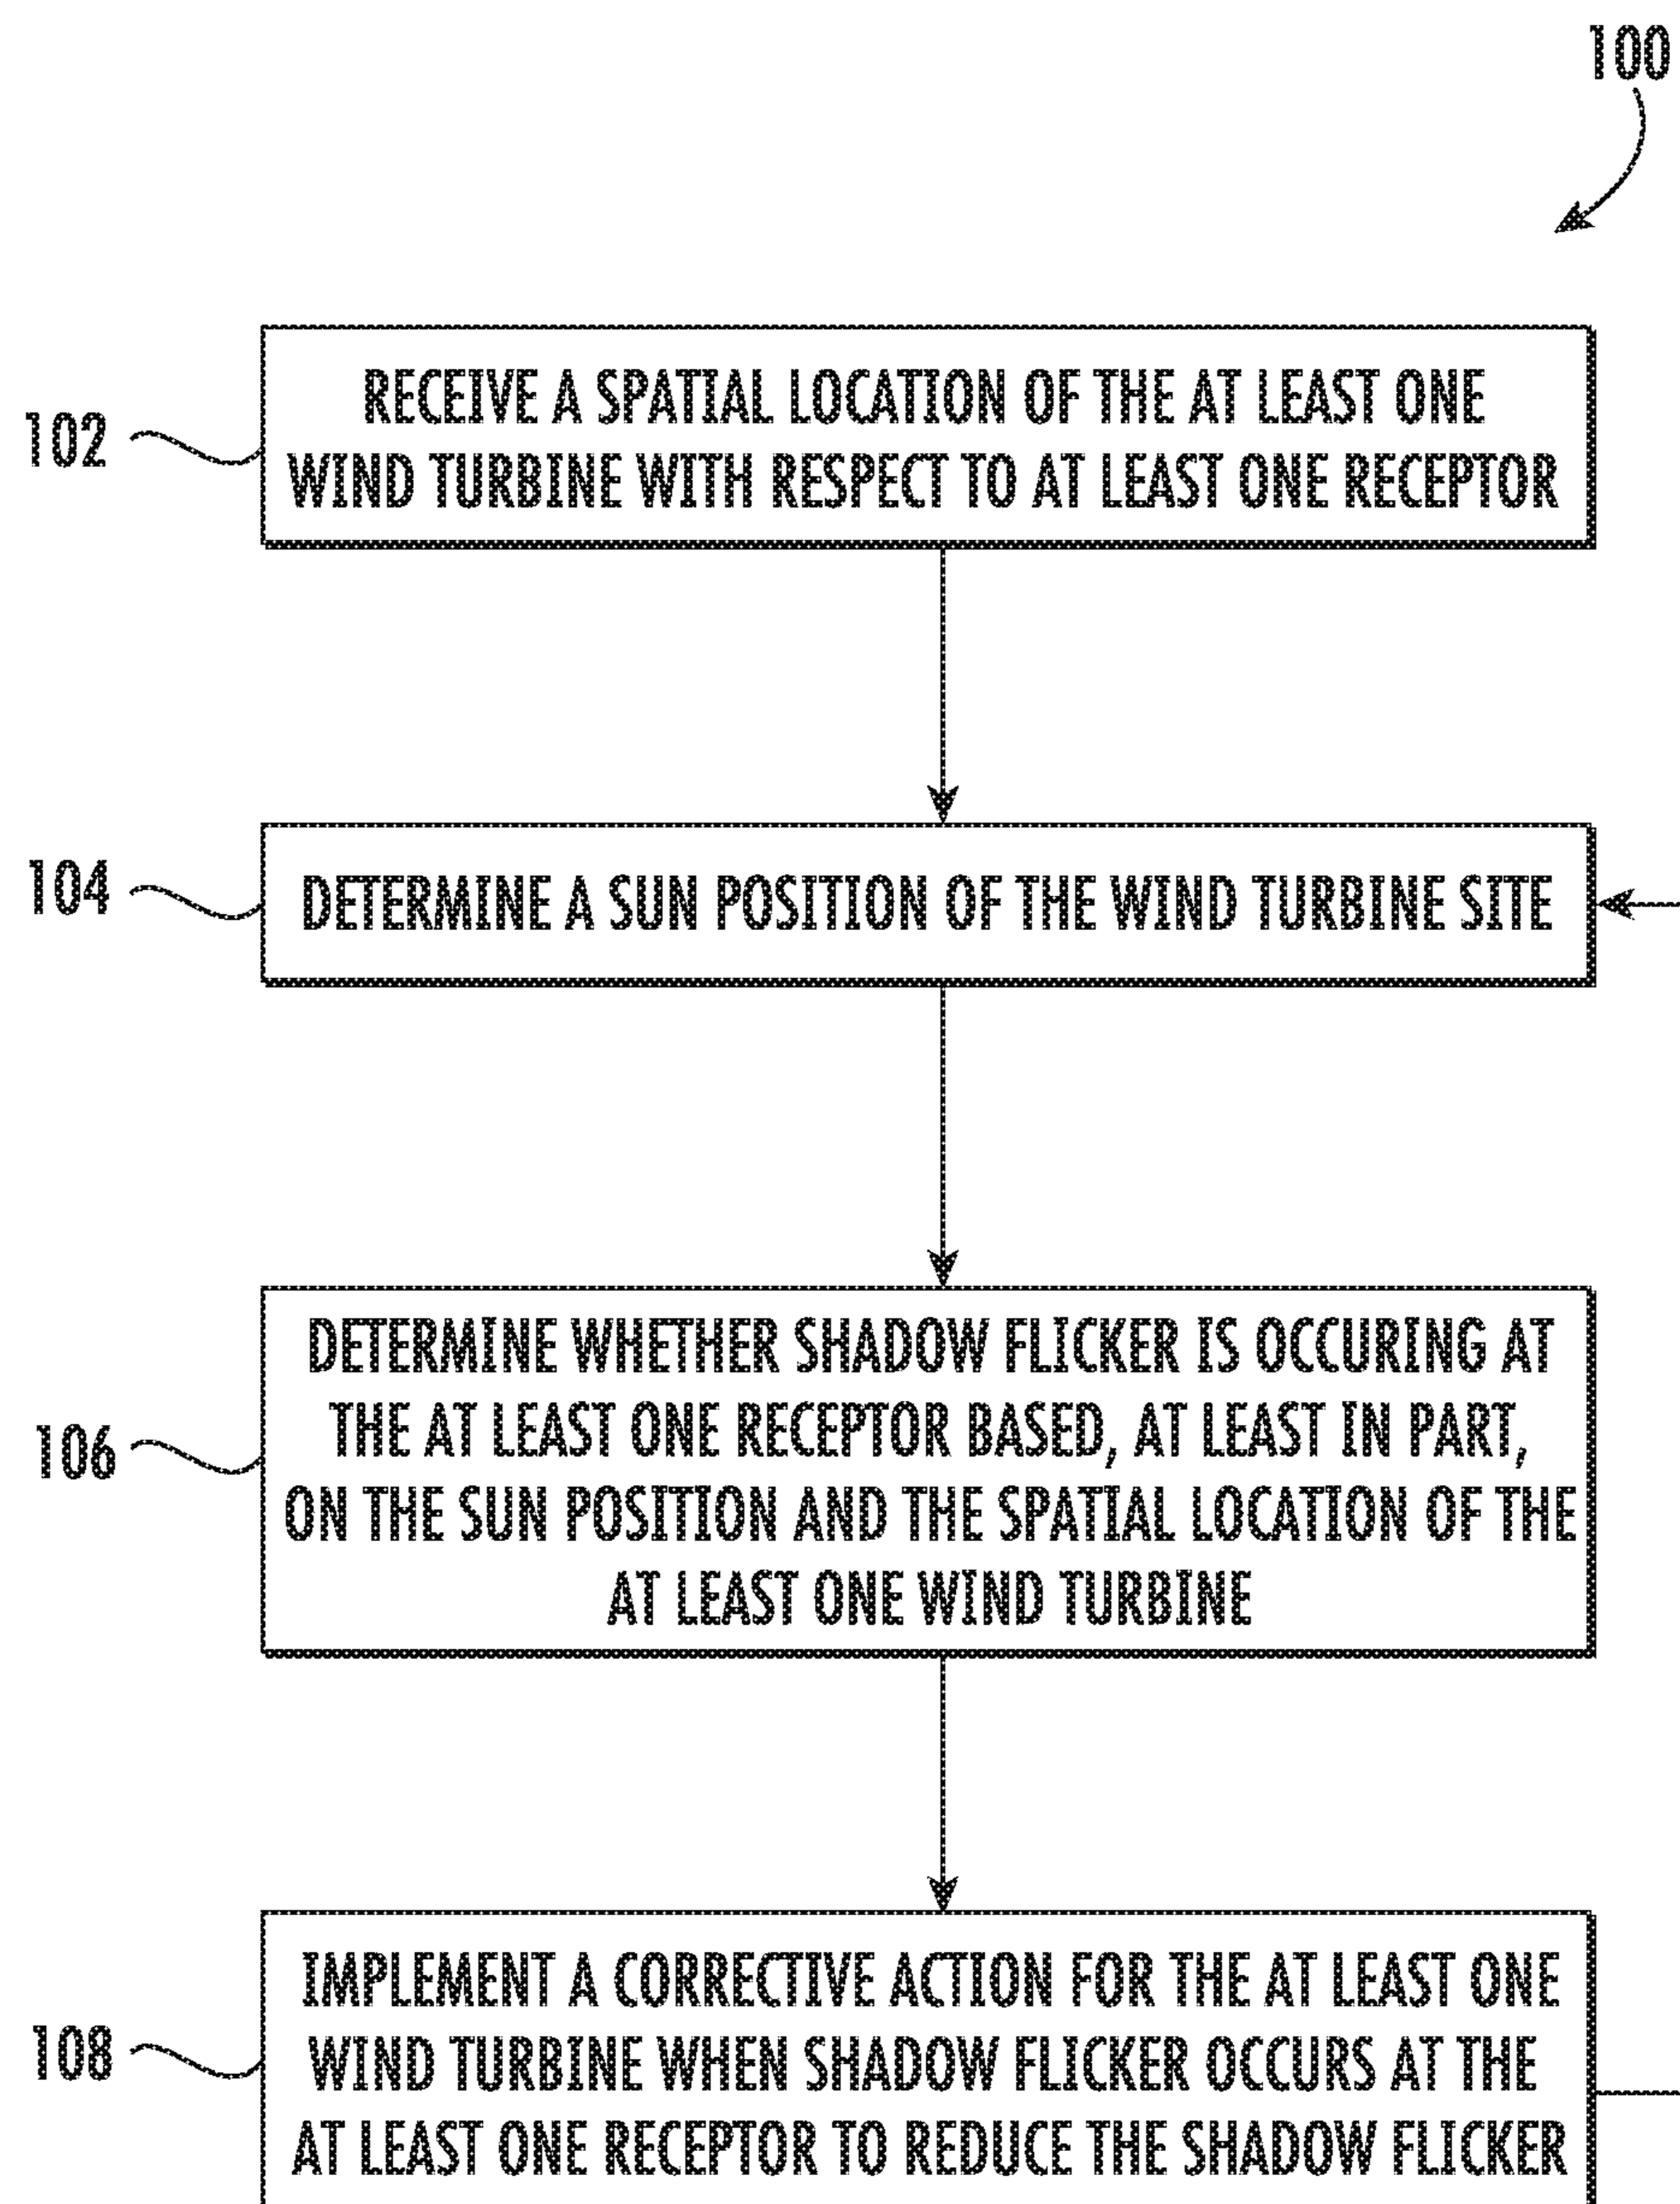 100
102
RECEIVE A SPATIAL LOCATION OF THE AT LEAST ONE
WIND TURBINE WITH RESPECT TO AT LEAST ONE RECEPTOR
104
DETERMINE A SUN POSITION OF THE WIND TURBINE SITE
106
DETERMINE WHETHER SHADOW FLICKER IS OCCURING AT
THE AT LEAST ONE RECEPTOR BASED, AT LEAST IN PART,
ON THE SUN POSITION AND THE SPATIAL LOCATION OF THE
AT LEAST ONE WIND TURBINE
108
IMPLEMENT A CORRECTIVE ACTION FOR THE AT LEAST ONE
WIND TURBINE WHEN SHADOW FLICKER OCCURS AT THE
AT LEAST ONE RECEPTOR TO REDUCE THE SHADOW FLICKER